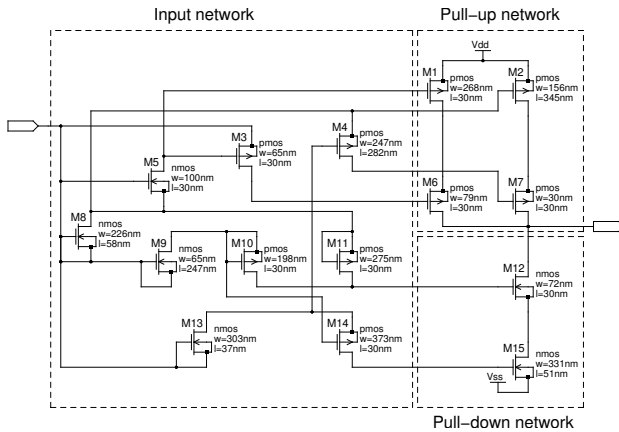 Input network
Pull−up network
Vdd
M1
pmos
w=268nm
l=30nm
M2
pmos
w=156nm
l=345nm
M3
pmos
w=65nm
l=30nm
M4
pmos
w=247nm
l=282nm
M5
nmos
w=100nm
l=30nm
M6
pmos
w=79nm
l=30nm
M7
pmos
w=30nm
l=30nm
M8
nmos
w=226nm
l=58nm
M9
nmos
w=65nm
l=247nm
M10
pmos
w=198nm
l=30nm
M11
pmos
w=275nm
l=30nm
M12
nmos
w=72nm
l=30nm
M13
nmos
w=303nm
l=37nm
M14
pmos
w=373nm
l=30nm
M15
nmos
w=331nm
l=51nm
Vss
Pull−down network